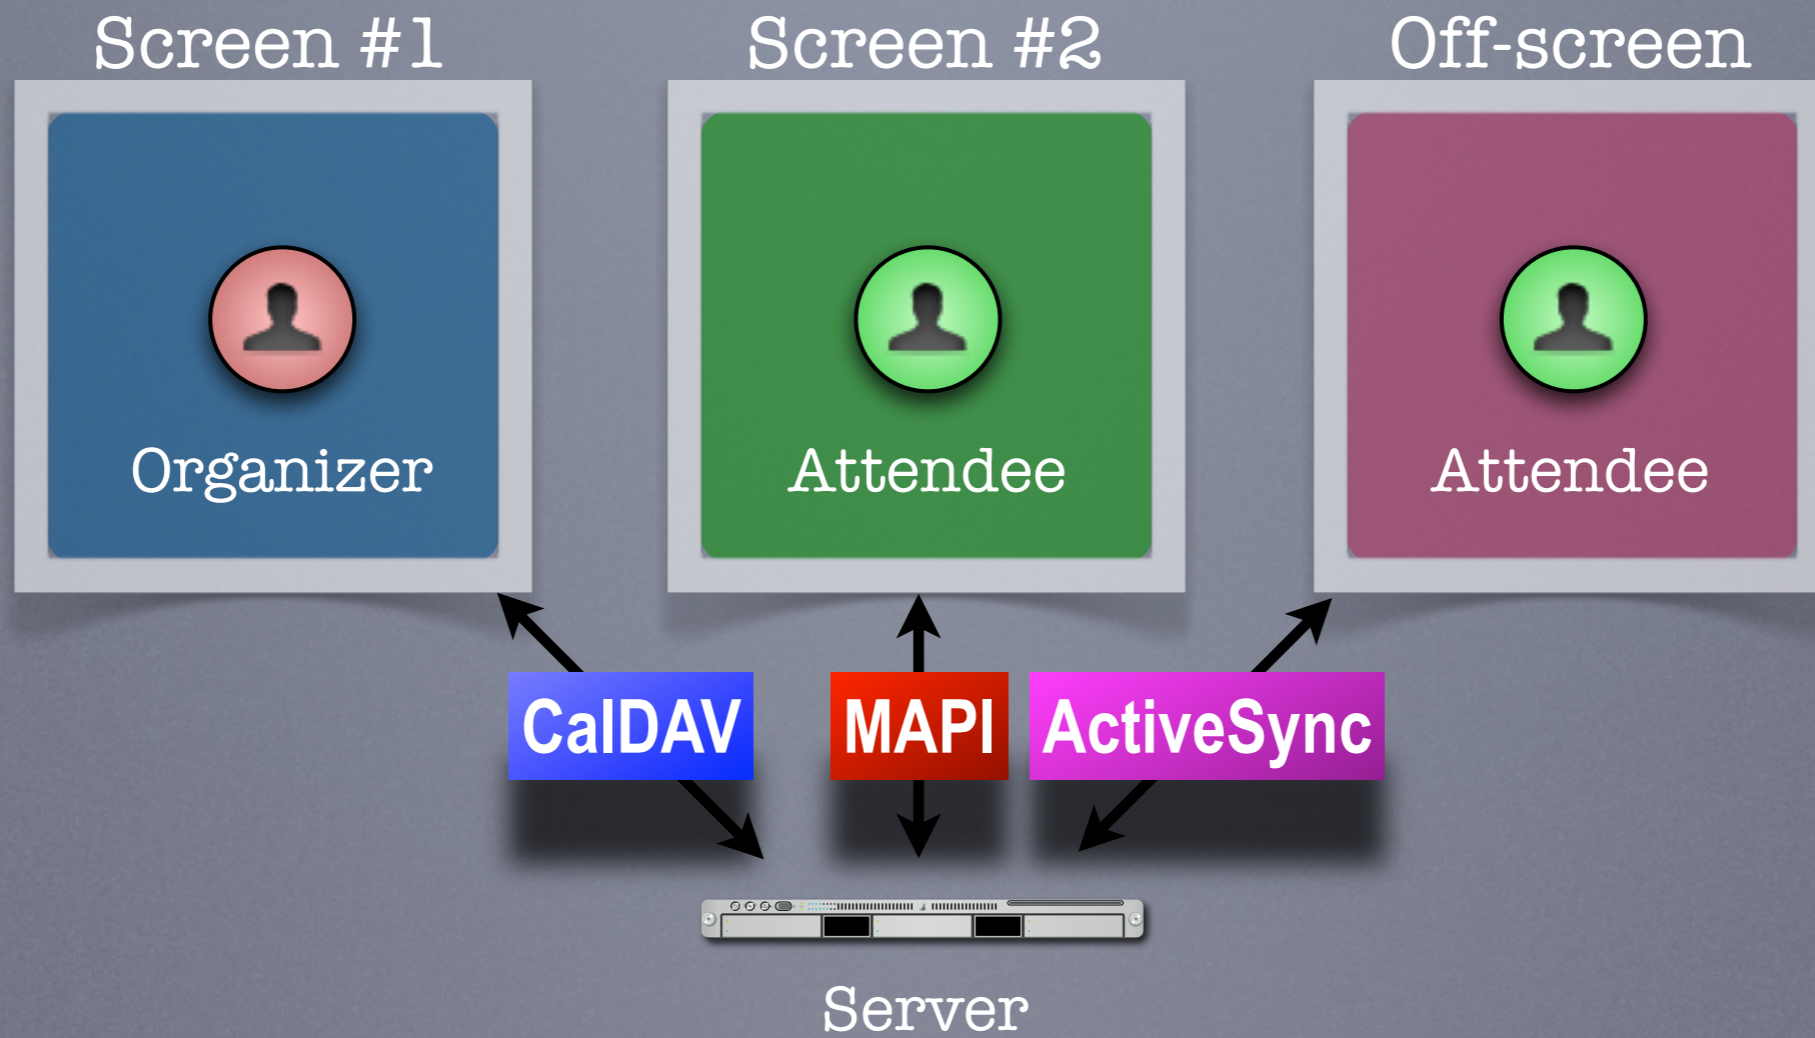 Screen #1
Screen #2
Off-screen
Organizer
Attendee
Attendee
CalDAV
MAPI
ActiveSync
Server